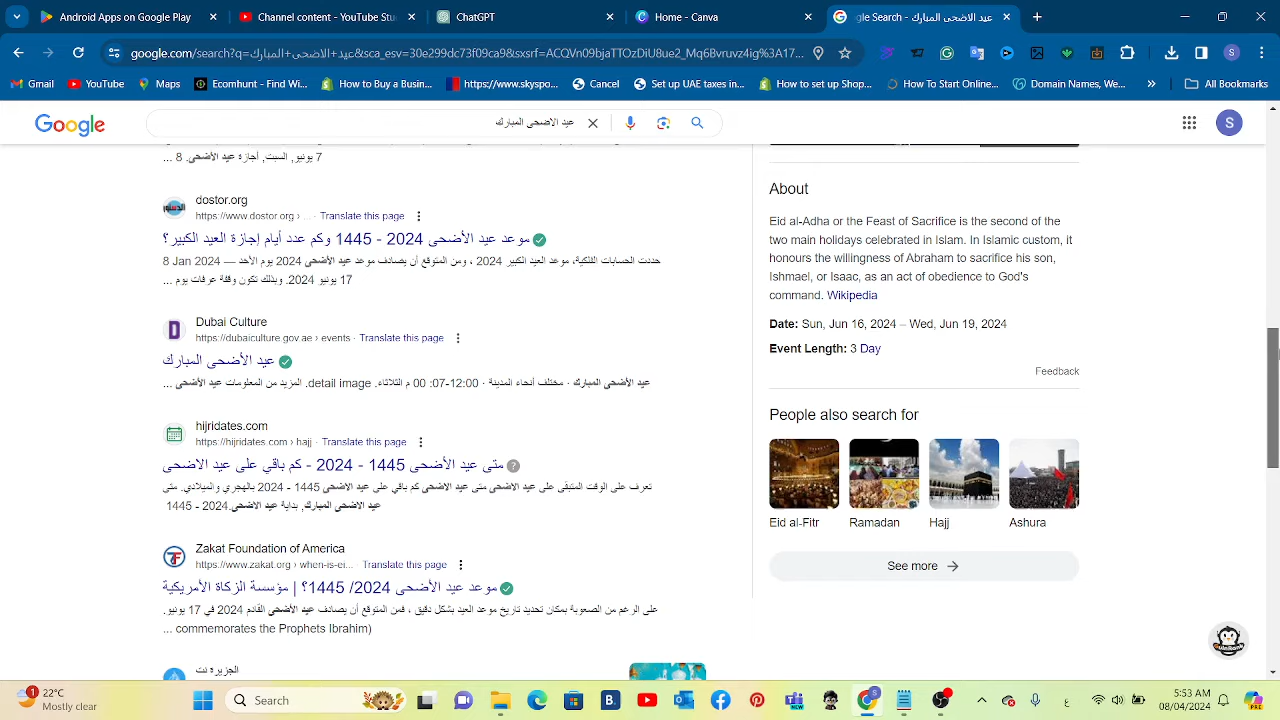 Android Apps on Google Play
Channel content - YouTube Stu
ChatGPT
Home - Canva
gle Search - عيد الاضحى المبارك
google.com/search?q=عيد+الاضحى+المبارك&sca_esv=30e299dc73f09ca9&sxsrf=ACQVn09bjaTTOzDiU8ue2_Mq6Bvruvz4ig%3A17...
S
Gmail
YouTube
Maps
Ecomhunt - Find Wi...
How to Buy a Busin...
https://www.skyspo...
Cancel
Set up UAE taxes in...
How to set up Shop...
How To Start Online...
Domain Names, We...
All Bookmarks
Google
عيد الاضحى المبارك
S
7 يونيو, السبت, أجازة عيد الأضحى. 8 ...
dostor.org
https://www.dostor.org › ... · Translate this page
موعد عيد الأضحى 2024 - 1445 وكم عدد أيام إجازة العيد الكبير؟
8 Jan 2024 — حددت الحسابات الفلكية، موعد العيد الكبير 2024 ، ومن المتوقع أن يصادف موعد عيد الأضحى 2024 يوم الأحد
17 يونيو 2024. وبذلك تكون وقفة عرفات يوم ...
Dubai Culture
https://dubaiculture.gov.ae › events · Translate this page
عيد الأضحى المبارك
عيد الأضحى المبارك · مختلف أنحاء المدينة · 12:00-07: 00 م الثلاثاء. detail image. المزيد من المعلومات عيد الأضحى ...
hijridates.com
https://hijridates.com › hajj · Translate this page
متى عيد الأضحى 1445 - 2024 - كم باقي على عيد الاضحى
تعرف على الوقت المتبقى على عيد الاضحى متى عيد الاضحى كم باقي على عيد الاضحى 1445 - 2024 بالهجري والميلادي. متى
عيد الاضحى المبارك, بداية عيد الاضحى.2024 - 1445
Zakat Foundation of America
https://www.zakat.org › when-is-ei... · Translate this page
موعد عيد الأضحى 2024/ 1445؟ | مؤسسة الزكاة الأمريكية
على الرغم من الصعوبة بمكان تحديد تاريخ موعد العيد بشكل دقيق ، فمن المتوقع أن يصادف عيد الأضحى القادم 2024 في 17 يونيو.
... commemorates the Prophets Ibrahim)
الجزيرة نت
About
Eid al-Adha or the Feast of Sacrifice is the second of the
two main holidays celebrated in Islam. In Islamic custom, it
honours the willingness of Abraham to sacrifice his son,
Ishmael, or Isaac, as an act of obedience to God's
command. Wikipedia
Date: Sun, Jun 16, 2024 – Wed, Jun 19, 2024
Event Length: 3 Day
Feedback
People also search for
Eid al-Fitr
Ramadan
Hajj
Ashura
See more
1
22°C
Mostly clear
Search
5:53 AM
08/04/2024